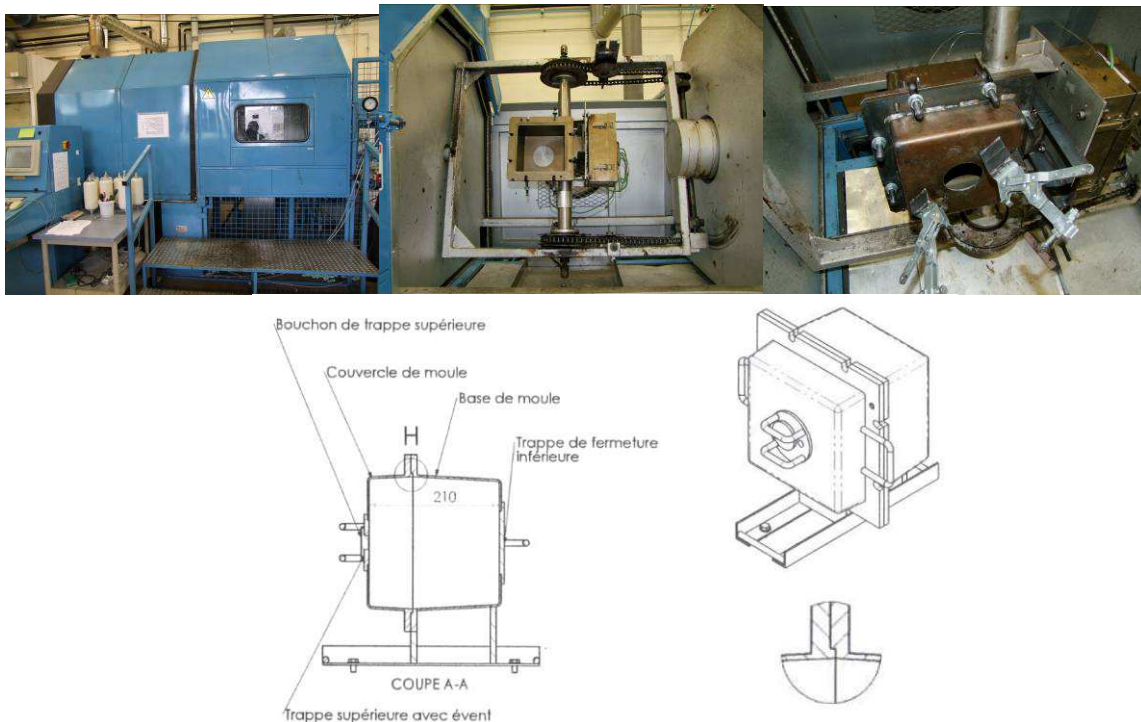 Bouchon de trappe supérieure
Couvercle de moule
Base de moule
H
Trappe de fermeture
inférieure
210
COUPE A-A
Trappe supérieure avec évent